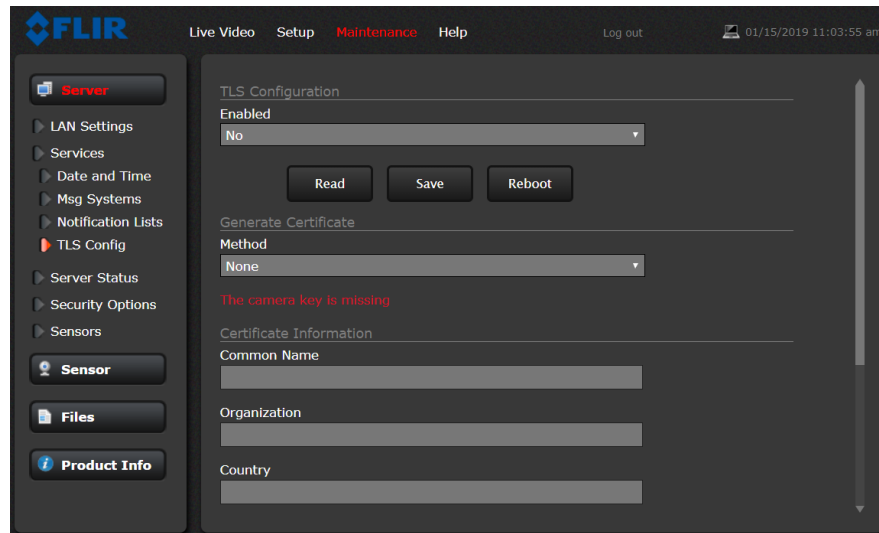 FLIR
Live Video Setup Maintenance Help Log out 01/15/2019 11:03:55 am
Server
LAN Settings
Services
Date and Time
Msg Systems
Notification Lists
TLS Config
Server Status
Security Options
Sensors
Sensor
Files
Product Info
TLS Configuration
Enabled
No
Read Save Reboot
Generate Certificate
Method
None
The camera key is missing
Certificate Information
Common Name
Organization
Country